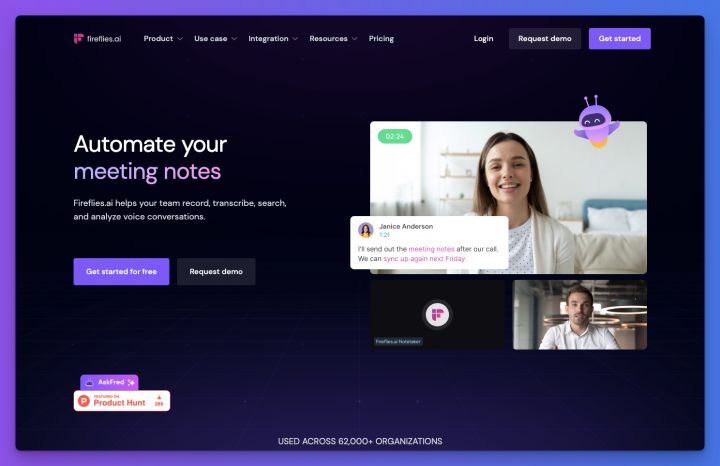 fireflies.ai
Product
Use case
Integration
Resources
Pricing
Login
Request demo
Get started
Automate your
meeting notes
Fireflies.ai helps your team record, transcribe, search,
and analyze voice conversations.
Get started for free
Request demo
02:24
Janice Anderson
1:21
I'll send out the meeting notes after our call.
We can sync up again next Friday.
Fireflies.ai Notetaker
AskFred
P
FEATURED ON
Product Hunt
286
USED ACROSS 62,000+ ORGANIZATIONS